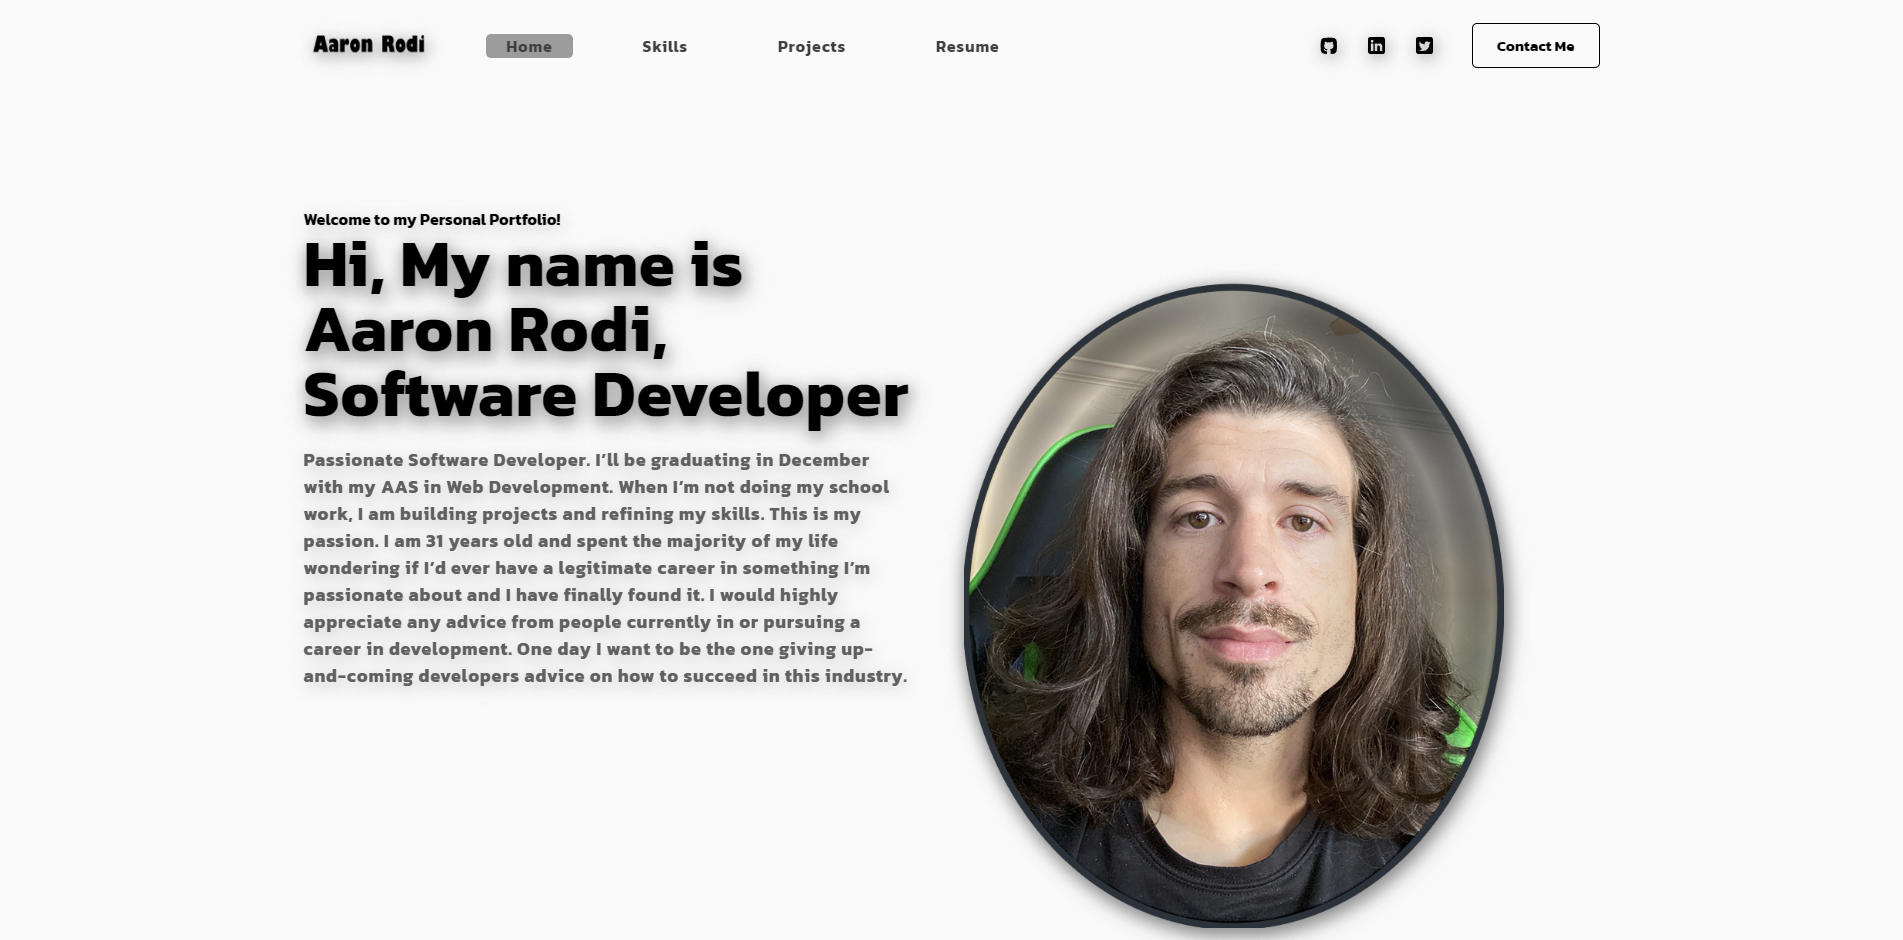 Aaron Rodi
Home
Skills
Projects
Resume
Contact Me
Welcome to my Personal Portfolio!
Hi, My name is
Aaron Rodi,
Software Developer
Passionate Software Developer. I’ll be graduating in December
with my AAS in Web Development. When I’m not doing my school
work, I am building projects and refining my skills. This is my
passion. I am 31 years old and spent the majority of my life
wondering if I’d ever have a legitimate career in something I’m
passionate about and I have finally found it. I would highly
appreciate any advice from people currently in or pursuing a
career in development. One day I want to be the one giving up-
and-coming developers advice on how to succeed in this industry.